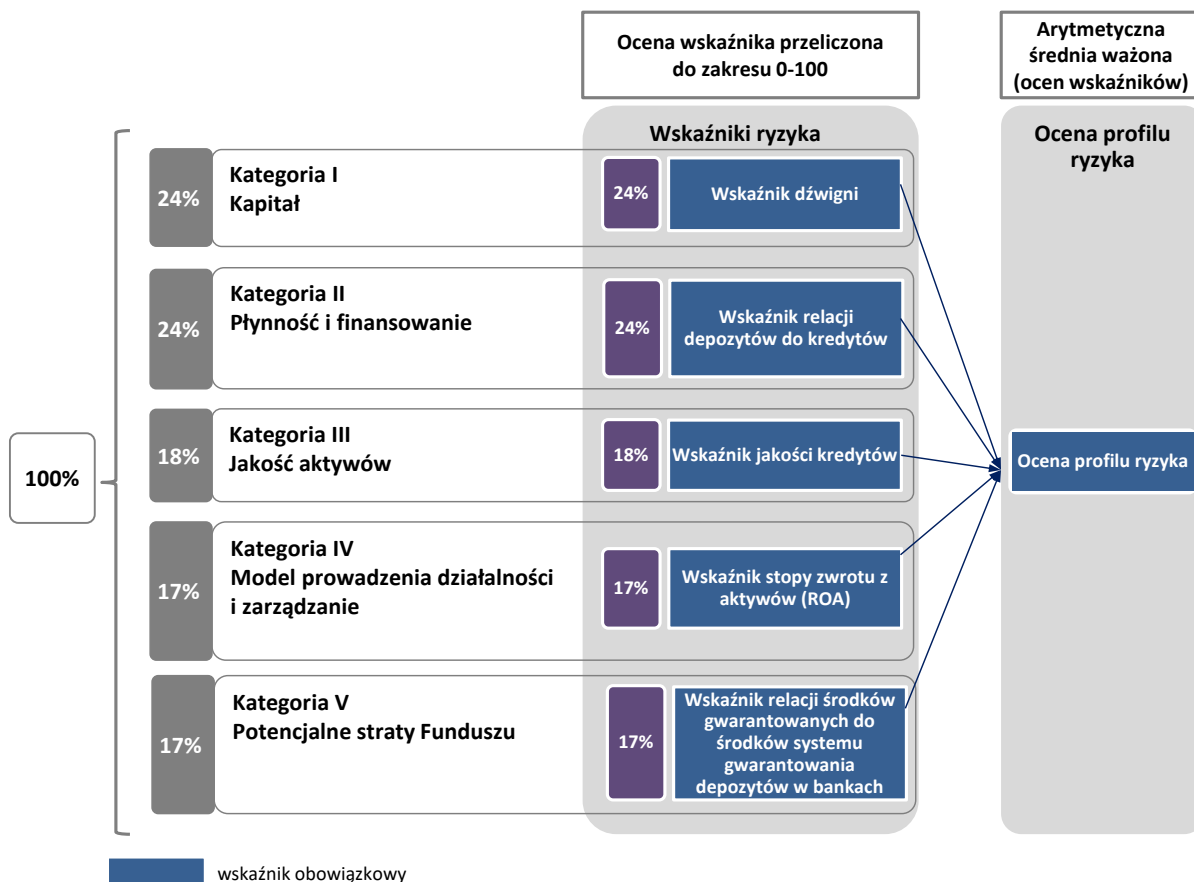 Ocena wskaźnika przeliczona
do zakresu 0-100
Arytmetyczna
średnia ważona
(ocen wskaźników)
Wskaźniki ryzyka
Ocena profilu
ryzyka
100%
24%
Kategoria I
Kapitał
24%
Wskaźnik dźwigni
24%
Kategoria II
Płynność i finansowanie
24%
Wskaźnik relacji
depozytów do kredytów
18%
Kategoria III
Jakość aktywów
18%
Wskaźnik jakości kredytów
Ocena profilu ryzyka
17%
Kategoria IV
Model prowadzenia działalności
i zarządzanie
17%
Wskaźnik stopy zwrotu z
aktywów (ROA)
17%
Kategoria V
Potencjalne straty Funduszu
17%
Wskaźnik relacji środków
gwarantowanych do
środków systemu
gwarantowania
depozytów w bankach
wskaźnik obowiązkowy